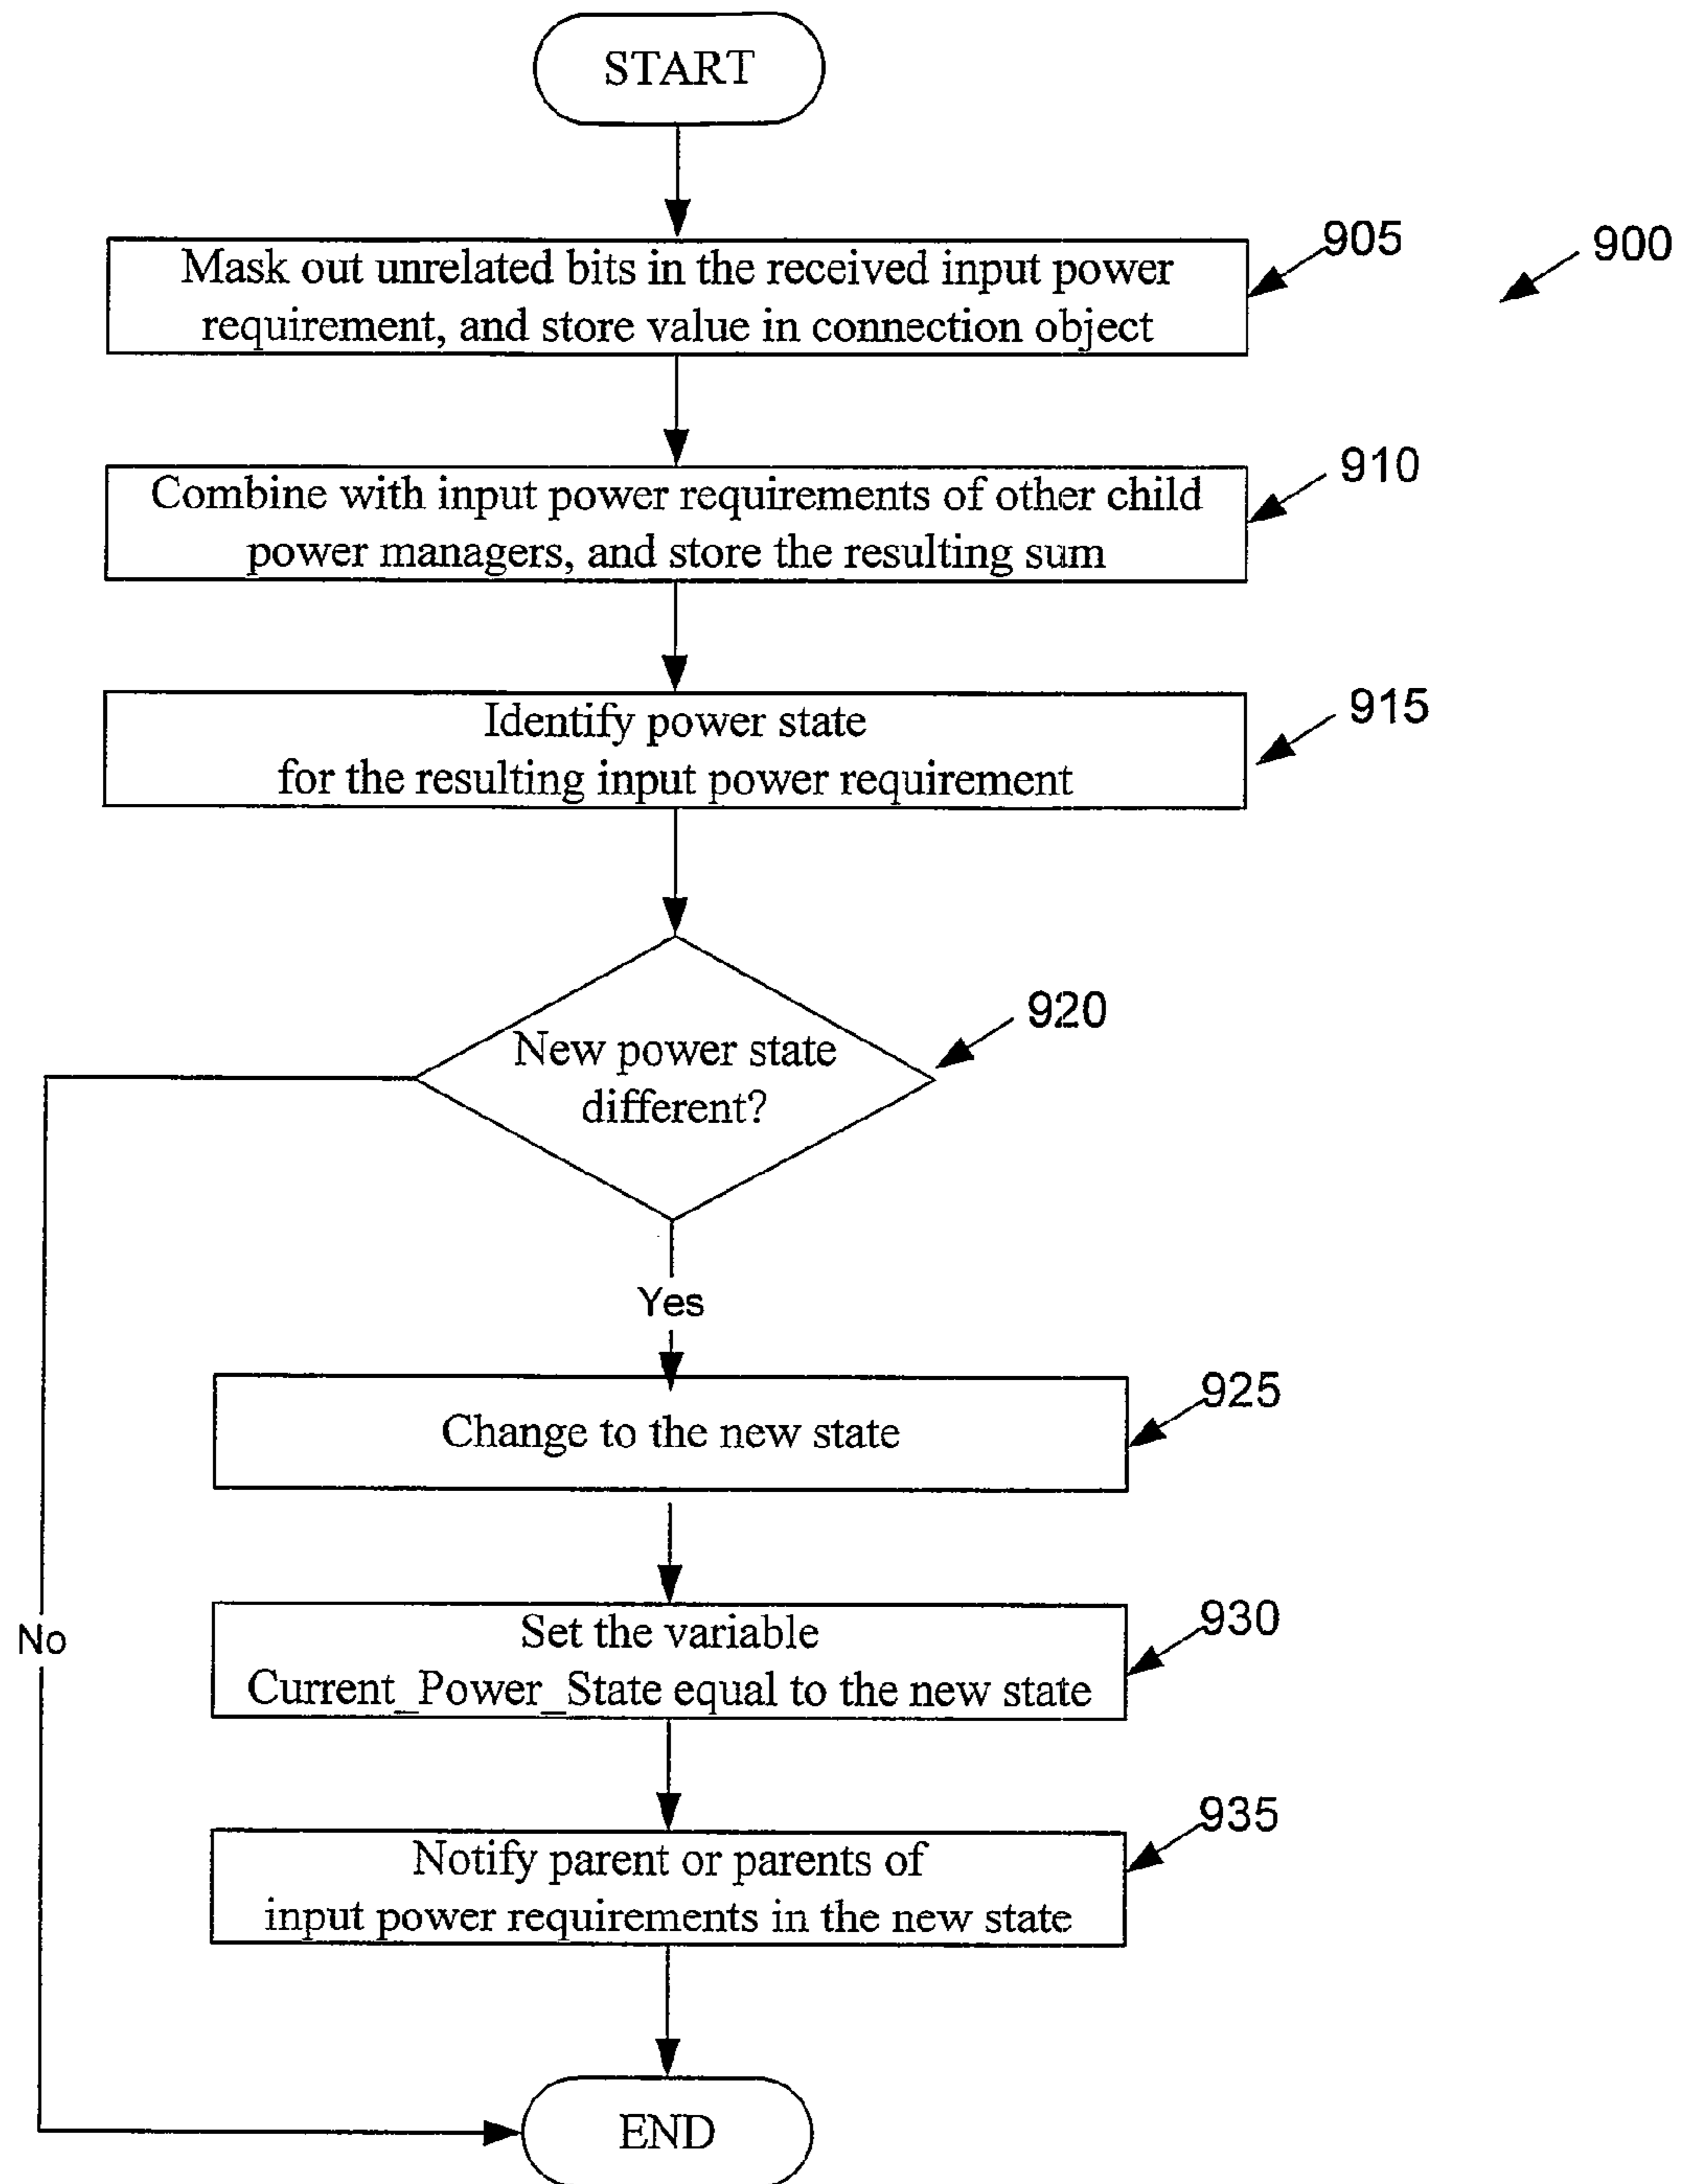 START
905
900
Mask out unrelated bits in the received input power
requirement, and store value in connection object
910
Combine with input power requirements of other child
power managers, and store the resulting sum
915
Identify power state
for the resulting input power requirement
920
New power state
different?
Yes
925
Change to the new state
930
Set the variable
Current_Power_State equal to the new state
No
935
Notify parent or parents of
input power requirements in the new state
END